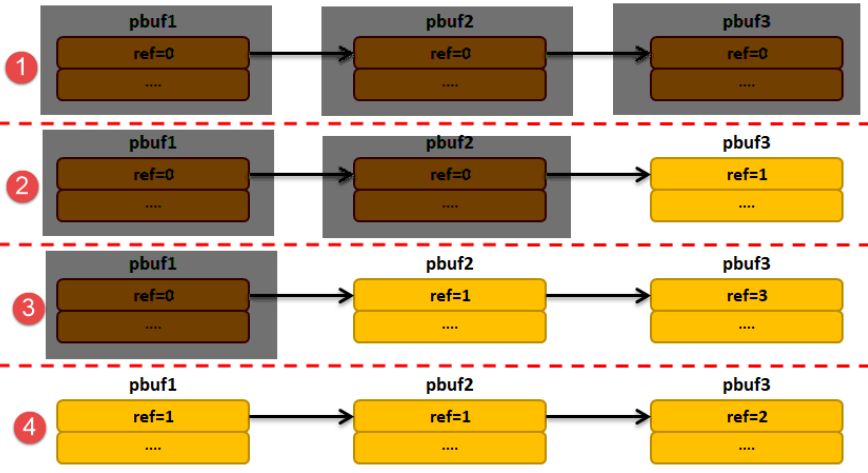 pbuf1 pbuf2 pbuf3
1 ref=0 ref=0 ref=0
.... .... ....
pbuf1 pbuf2 pbuf3
2 ref=0 ref=0 ref=1
.... .... ....
pbuf1 pbuf2 pbuf3
3 ref=0 ref=1 ref=3
.... .... ....
pbuf1 pbuf2 pbuf3
4 ref=1 ref=1 ref=2
.... .... ....